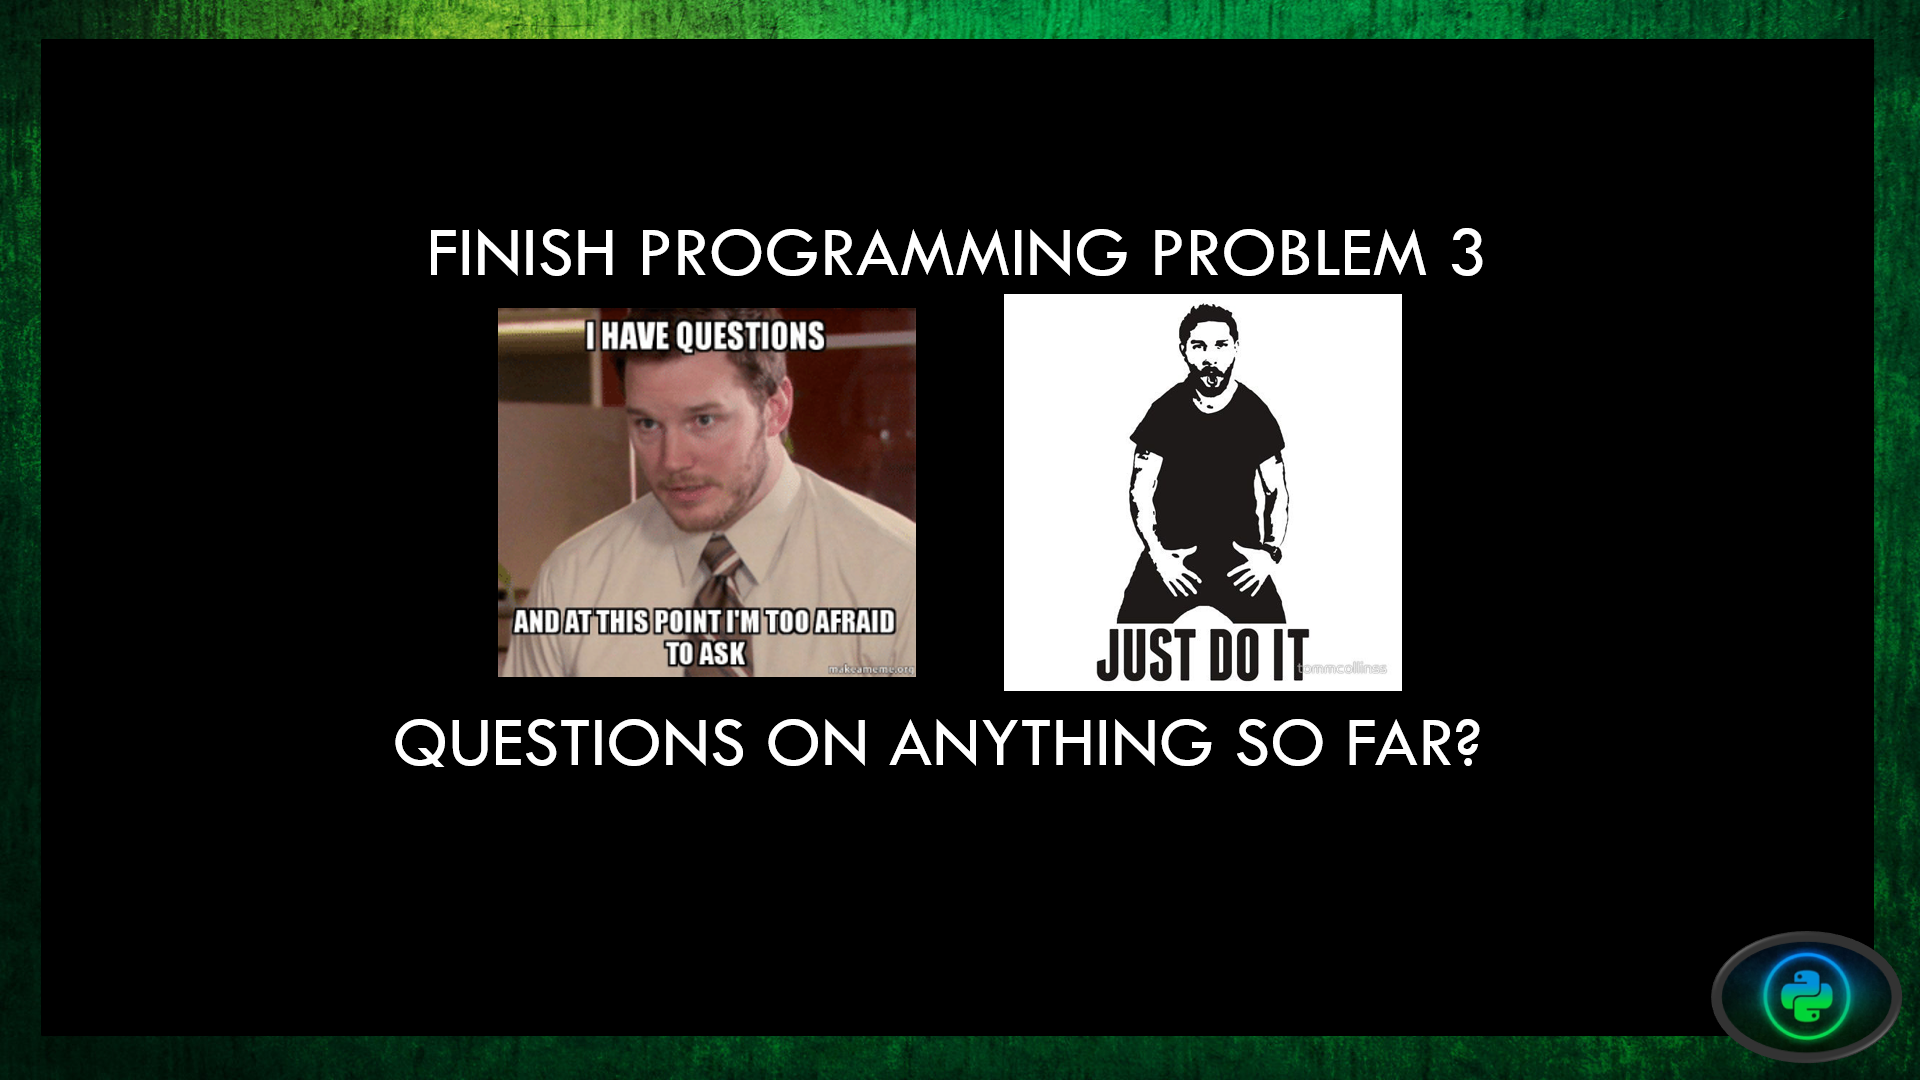 FINISH PROGRAMMING PROBLEM 3
I HAVE QUESTIONS
AND AT THIS POINT I'M TOO AFRAID
TO ASK
makeameme.org
JUST DO IT
tommcollinsa
QUESTIONS ON ANYTHING SO FAR?